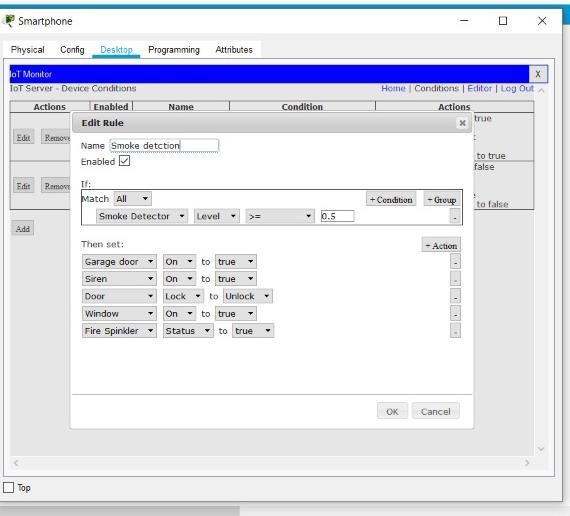 Smartphone
Physical Config Desktop Programming Attributes
IoT Monitor X
IoT Server - Device Conditions Home | Conditions | Editor | Log Out
Actions Enabled Name Condition Actions
Edit Rule
true
Name Smoke detction
Edit Remove
Enabled
to true
false
If:
Edit Remove
Match All + Condition + Group
to false
Smoke Detector Level >= 0.5 -
Add
Then set: + Action
Garage door On to true -
Siren On to true -
Door Lock to Unlock -
Window On to true -
Fire Spinkler Status to true -
OK Cancel
Top